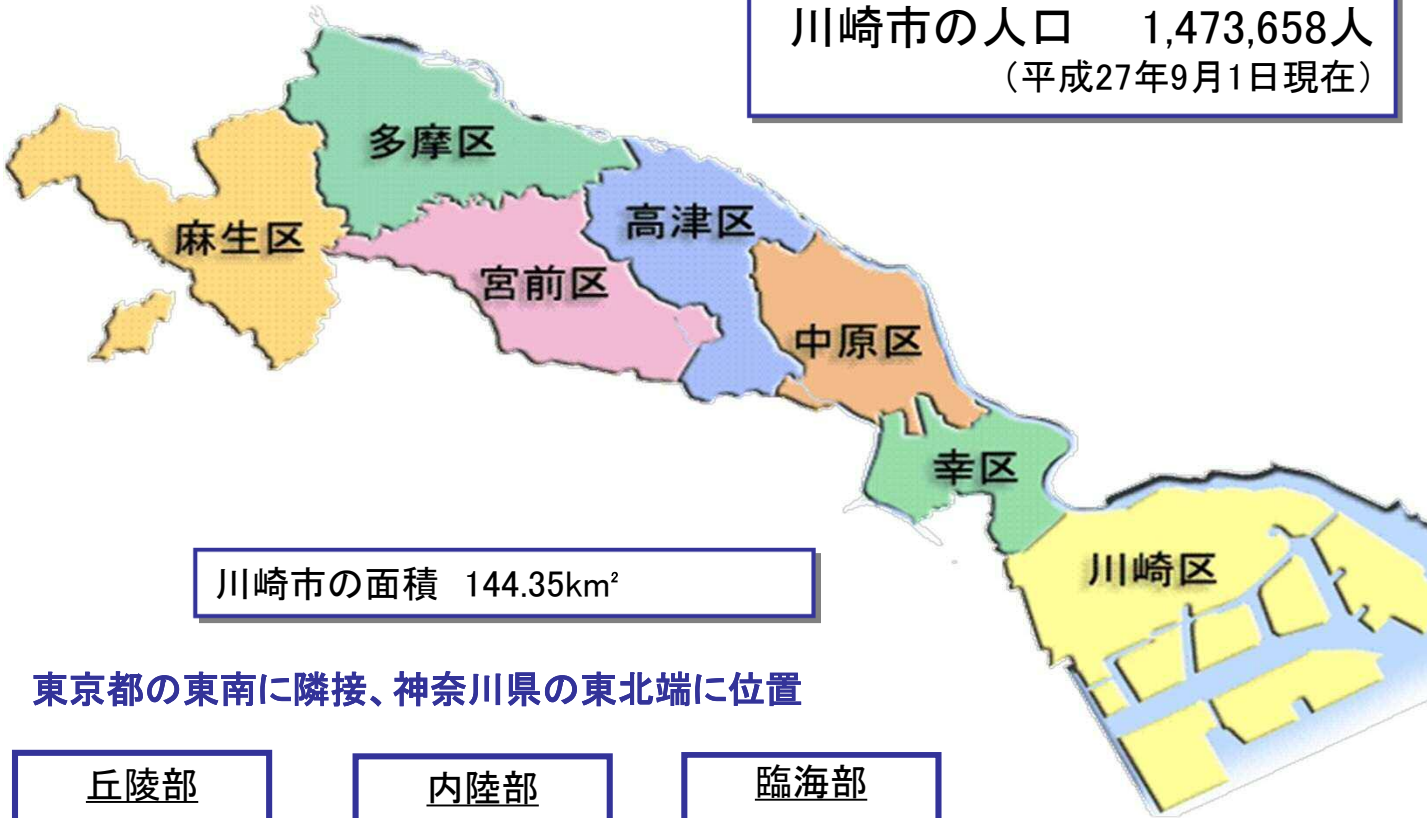 川崎市の人口　1,473,658人
（平成27年9月1日現在）
多摩区
麻生区
高津区
宮前区
中原区
幸区
川崎区
川崎市の面積　144.35km²
東京都の東南に隣接、神奈川県の東北端に位置
丘陵部
内陸部
臨海部